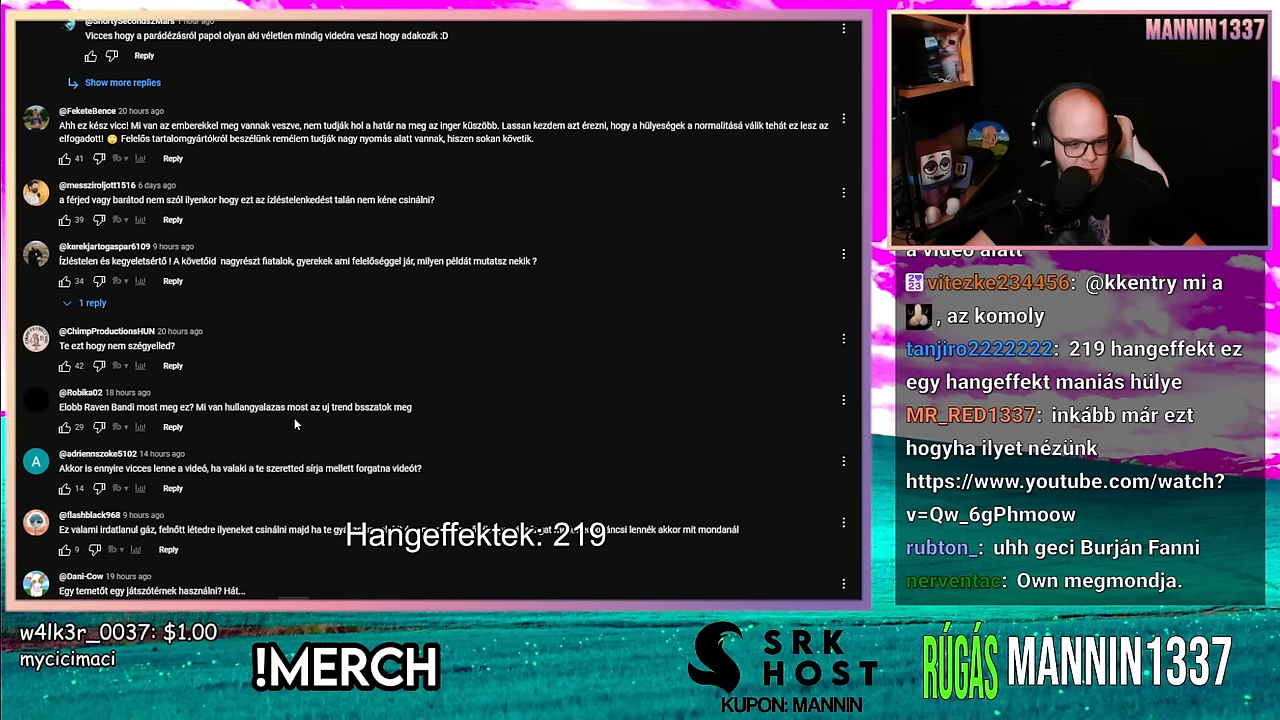 @ShortySeconds2Mars 1 hour ago
Vicces hogy a parádézásról papol olyan aki véletlen mindig videóra veszi hogy adakozik :D
Reply
Show more replies
@FeketeBence 20 hours ago
Ahh ez kész vicc! Mi van az emberekkel meg vannak veszve, nem tudják hol a határ na meg az inger küszöbb. Lassan kezdem azt érezni, hogy a hülyeségek a normalitásá válik tehát ez lesz az
elfogadott! Felelős tartalomgyártókról beszélünk remélem tudják nagy nyomás alatt vannak, hiszen sokan követik.
41 Reply
@messziroljott1516 6 days ago
a férjed vagy barátod nem szól ilyenkor hogy ezt az ízléstelenkedést talán nem kéne csinálni?
39 Reply
@kerekjartogaspar6109 9 hours ago
Ízléstelen és kegyeletsértő ! A követőid nagyrészt fiatalok, gyerekek ami felelőséggel jár, milyen példát mutatsz nekik ?
34 Reply
1 reply
@ChimpProductionsHUN 20 hours ago
Te ezt hogy nem szégyelled?
42 Reply
@Robika02 18 hours ago
Elobb Raven Bandi most meg ez? Mi van hullangyalazas most az uj trend bsszatok meg
29 Reply
@adriennszoke5102 14 hours ago
A
Akkor is ennyire vicces lenne a videó, ha valaki a te szeretted sírja mellett forgatna videót?
14 Reply
@flashblack968 9 hours ago
Ez valami irdatlanul gáz, felnőtt létedre ilyeneket csinálni majd ha te lennék akkor mit mondanál
Hangeffektek: 219
9 Reply
@Dani-Cow 19 hours ago
Egy temetőt egy játszótérnek használni? Hát...
MANNIN1337
a videó alatt
vitezke234456: @kkentry mi a
, az komoly
tanjiro2222222: 219 hangeffekt ez
egy hangeffekt maniás hülye
MR_RED1337: inkább már ezt
hogyha ilyet nézünk
https://www.youtube.com/watch?
v=Qw_6gPhmoow
rubton_: uhh geci Burján Fanni
nerventac: Own megmondja.
w4lk3r_0037: $1.00
mycicimaci
!MERCH
SRK
HOST
KUPON: MANNIN
RÚGÁS MANNIN1337